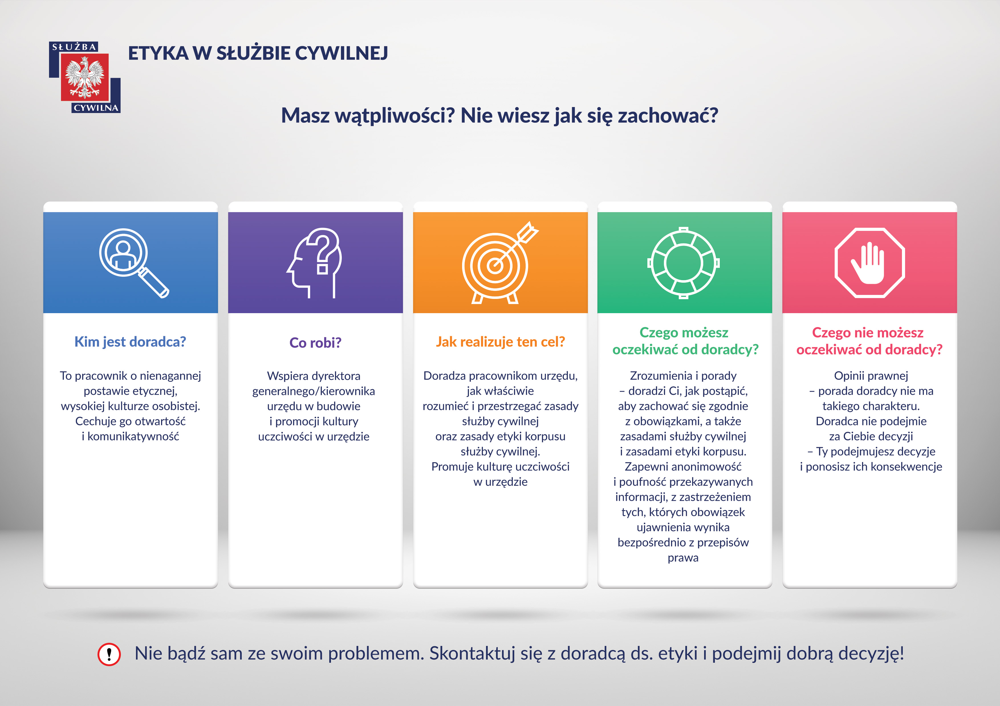 SŁUŻBA
CYWILNA
ETYKA W SŁUŻBIE CYWILNEJ
Masz wątpliwości? Nie wiesz jak się zachować?
Kim jest doradca?
To pracownik o nienagannej
postawie etycznej,
wysokiej kulturze osobistej.
Cechuje go otwartość
i komunikatywność
Co robi?
Wspiera dyrektora
generalnego/kierownika
urzędu w budowie
i promocji kultury
uczciwości w urzędzie
Jak realizuje ten cel?
Doradza pracownikom urzędu,
jak właściwie
rozumieć i przestrzegać zasady
służby cywilnej
oraz zasady etyki korpusu
służby cywilnej.
Promuje kulturę uczciwości
w urzędzie
Czego możesz
oczekiwać od doradcy?
Zrozumienia i porady
– doradzi Ci, jak postąpić,
aby zachować się zgodnie
z obowiązkami, a także
zasadami służby cywilnej
i zasadami etyki korpusu.
Zapewni anonimowość
i poufność przekazywanych
informacji, z zastrzeżeniem
tych, których obowiązek
ujawnienia wynika
bezpośrednio z przepisów
prawa
Czego nie możesz
oczekiwać od doradcy?
Opinii prawnej
– porada doradcy nie ma
takiego charakteru.
Doradca nie podejmie
za Ciebie decyzji
– Ty podejmujesz decyzje
i ponosisz ich konsekwencje
Nie bądź sam ze swoim problemem. Skontaktuj się z doradcą ds. etyki i podejmij dobrą decyzję!